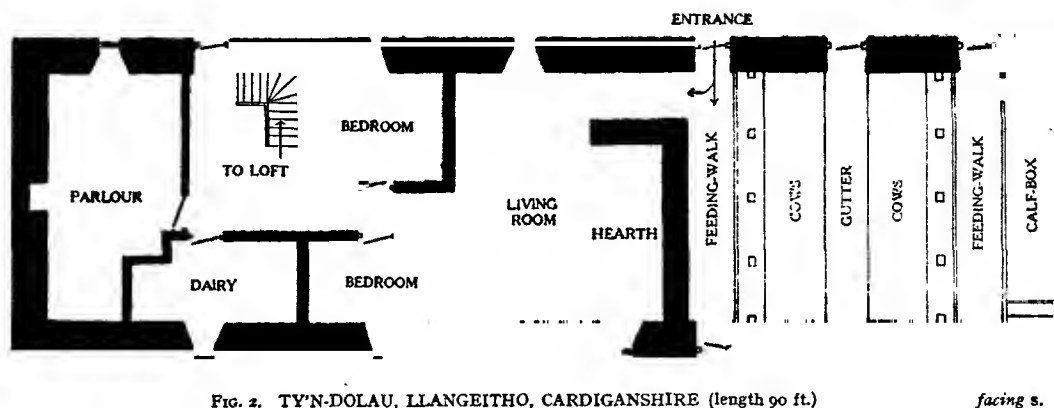 ENTRANCE
BEDROOM
TO LOFT
PARLOUR
LIVING
ROOM
HEARTH
FEEDING-WALK
COWS
GUTTER
COWS
FEEDING-WALK
CALF-BOX
DAIRY
BEDROOM
FIG. 2. TY'N-DOLAU, LLANGEITHO, CARDIGANSHIRE (length 90 ft.)
facing 8.